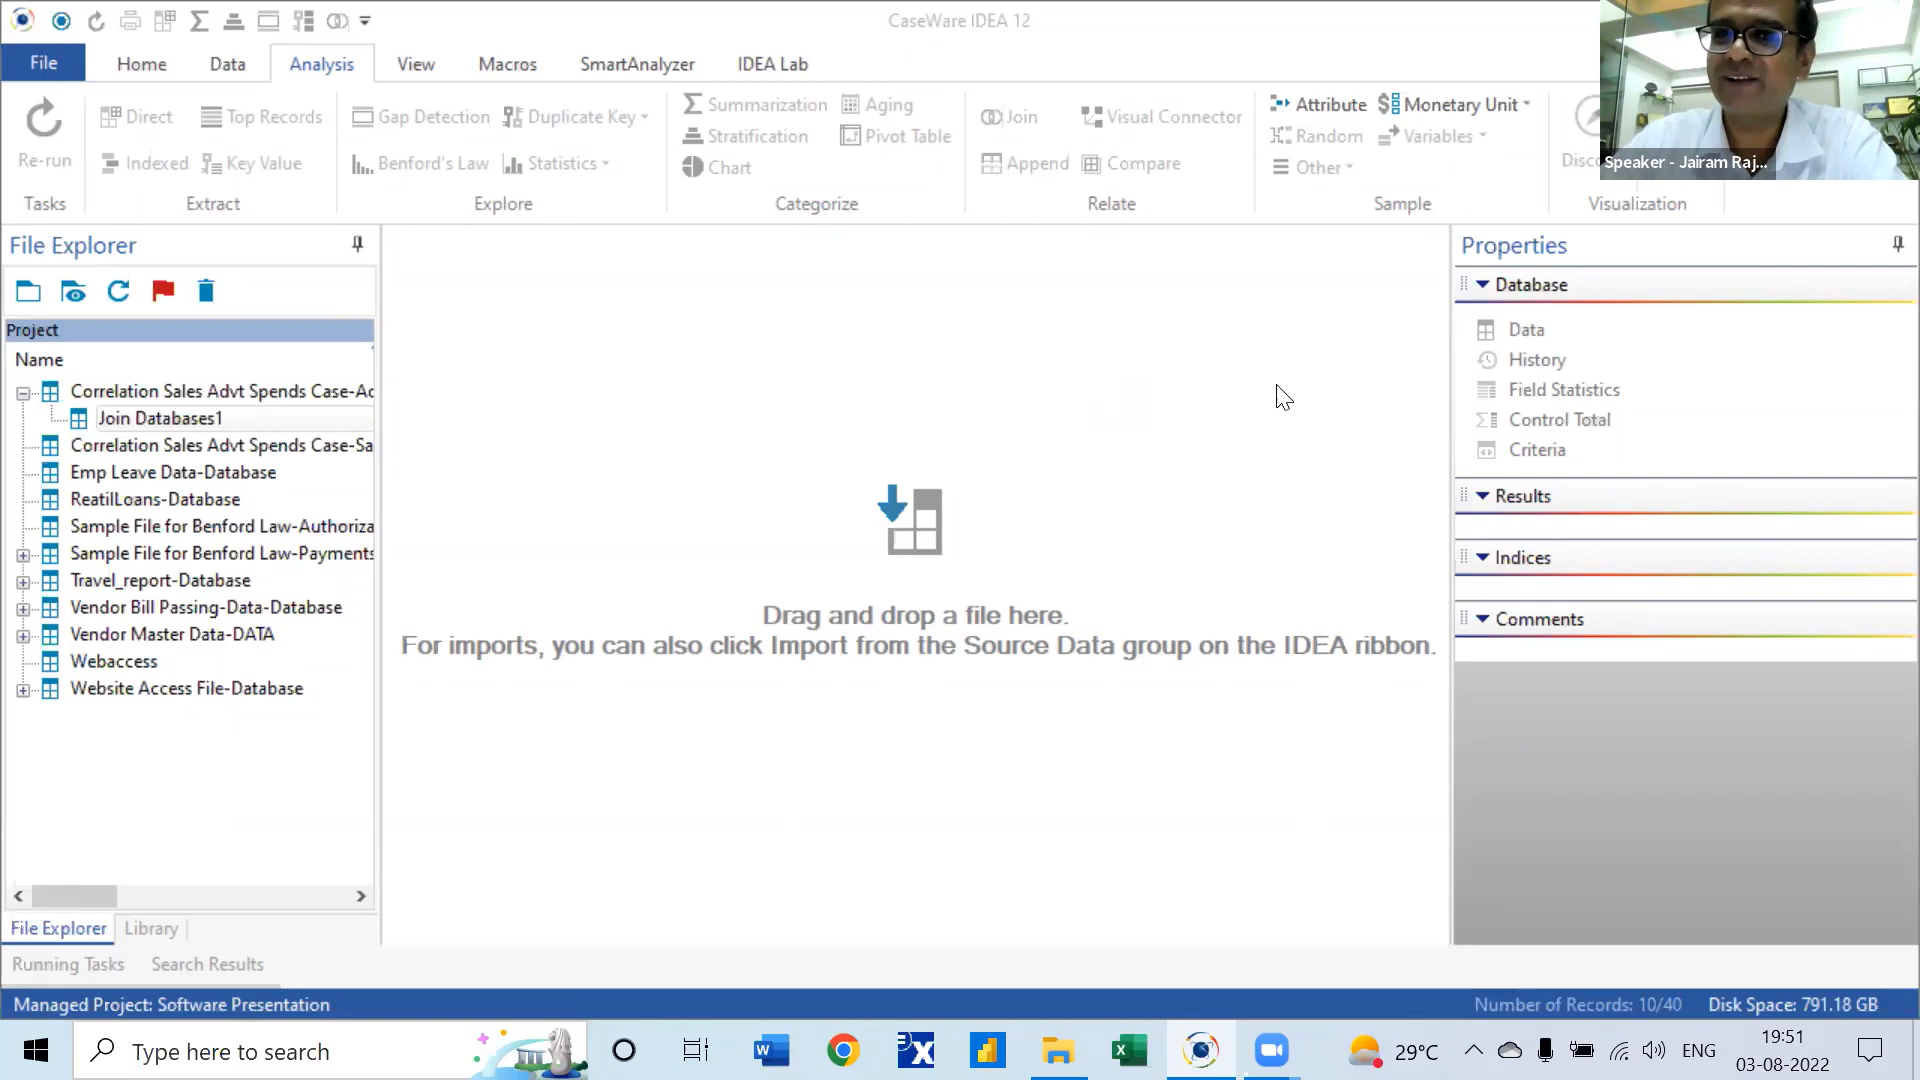 CaseWare IDEA 12
File
Home
Data
Analysis
View
Macros
SmartAnalyzer
IDEA Lab
Re-run
Tasks
Direct
Top Records
Indexed
Key Value
Extract
Gap Detection
Duplicate Key
Benford's Law
Statistics
Explore
Summarization
Aging
Stratification
Pivot Table
Chart
Categorize
Join
Visual Connector
Append
Compare
Relate
Attribute
Monetary Unit
Random
Variables
Other
Sample
Disc
Visualization
Speaker - Jairam Raj...
File Explorer
Project
Name
Correlation Sales Advt Spends Case-Ac
Join Databases1
Correlation Sales Advt Spends Case-Sa
Emp Leave Data-Database
ReatilLoans-Database
Sample File for Benford Law-Authoriza
Sample File for Benford Law-Payments
Travel_report-Database
Vendor Bill Passing-Data-Database
Vendor Master Data-DATA
Webaccess
Website Access File-Database
File Explorer
Library
Drag and drop a file here.
For imports, you can also click Import from the Source Data group on the IDEA ribbon.
Properties
Database
Data
History
Field Statistics
Control Total
Criteria
Results
Indices
Comments
Running Tasks
Search Results
Managed Project: Software Presentation
Number of Records: 10/40
Disk Space: 791.18 GB
Type here to search
29°C
ENG
19:51
03-08-2022